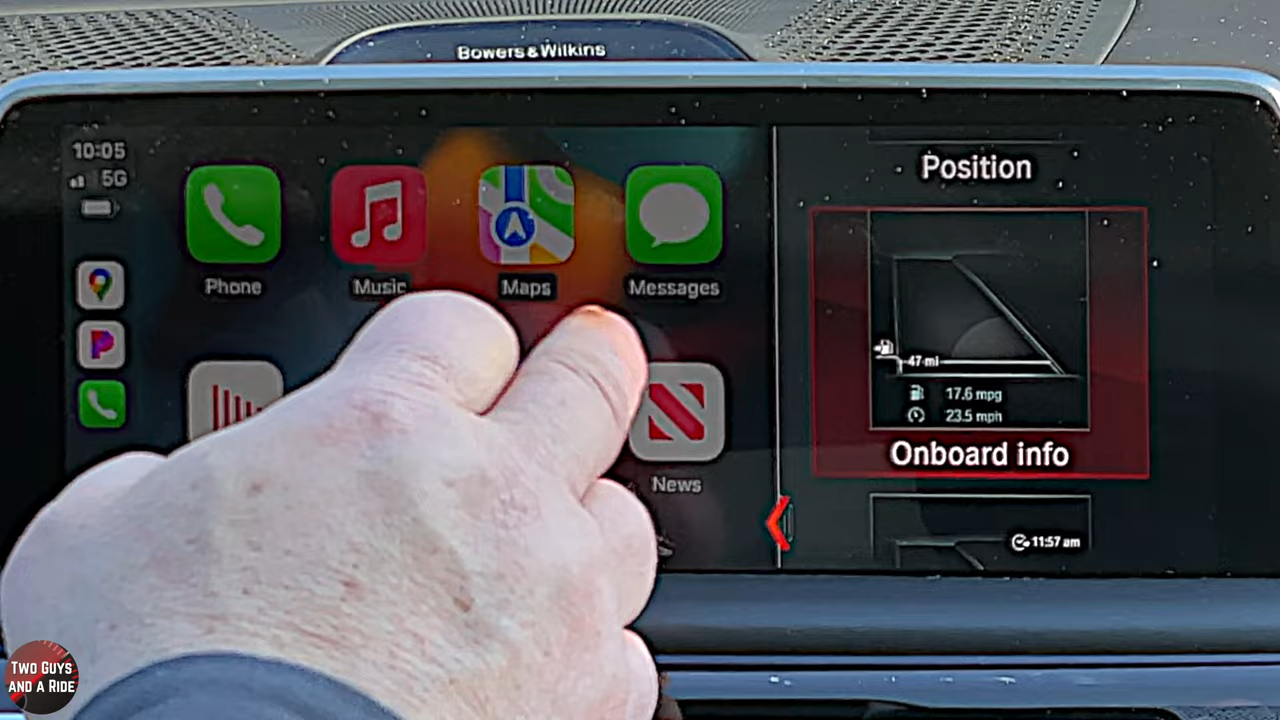 Bowers & Wilkins
10:05
5G
Phone
Music
Maps
Messages
News
Position
47 mi
17.6 mpg
23.5 mph
Onboard info
11:57 am
TWO GUYS
AND A RIDE